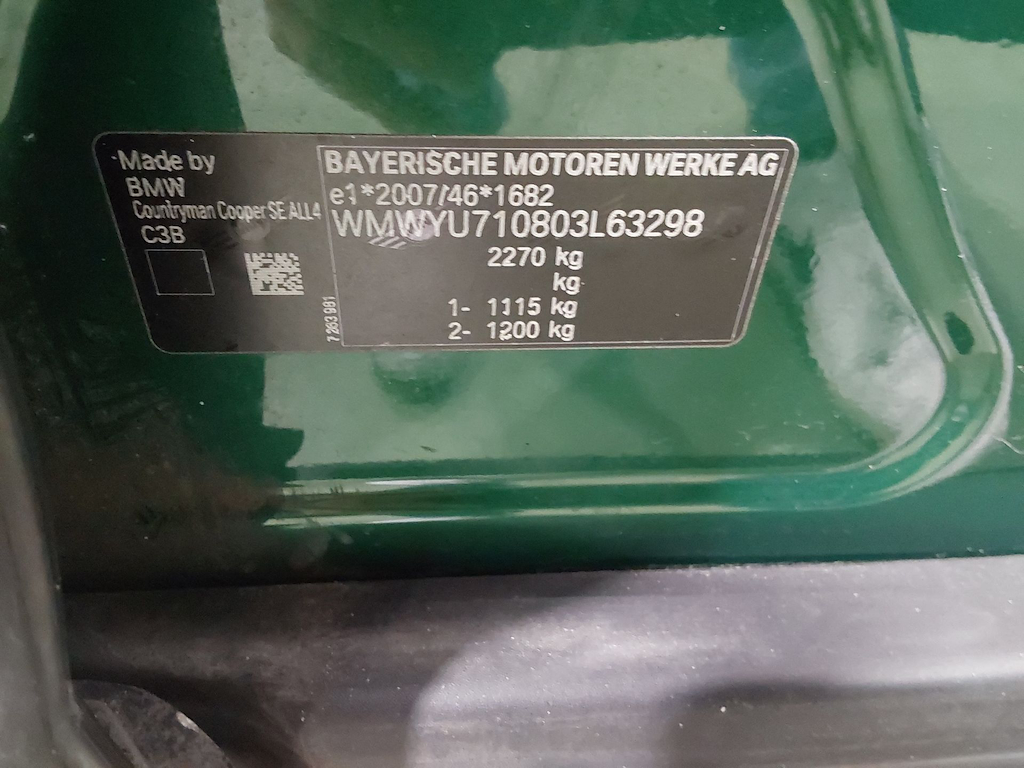 Made by
BMW
Countryman Cooper SE ALL4
C3B
7 263 981
BAYERISCHE MOTOREN WERKE AG
e1*2007/46*1682
WMWYU710803L63298
2270 kg
kg
1- 1115 kg
2- 1200 kg